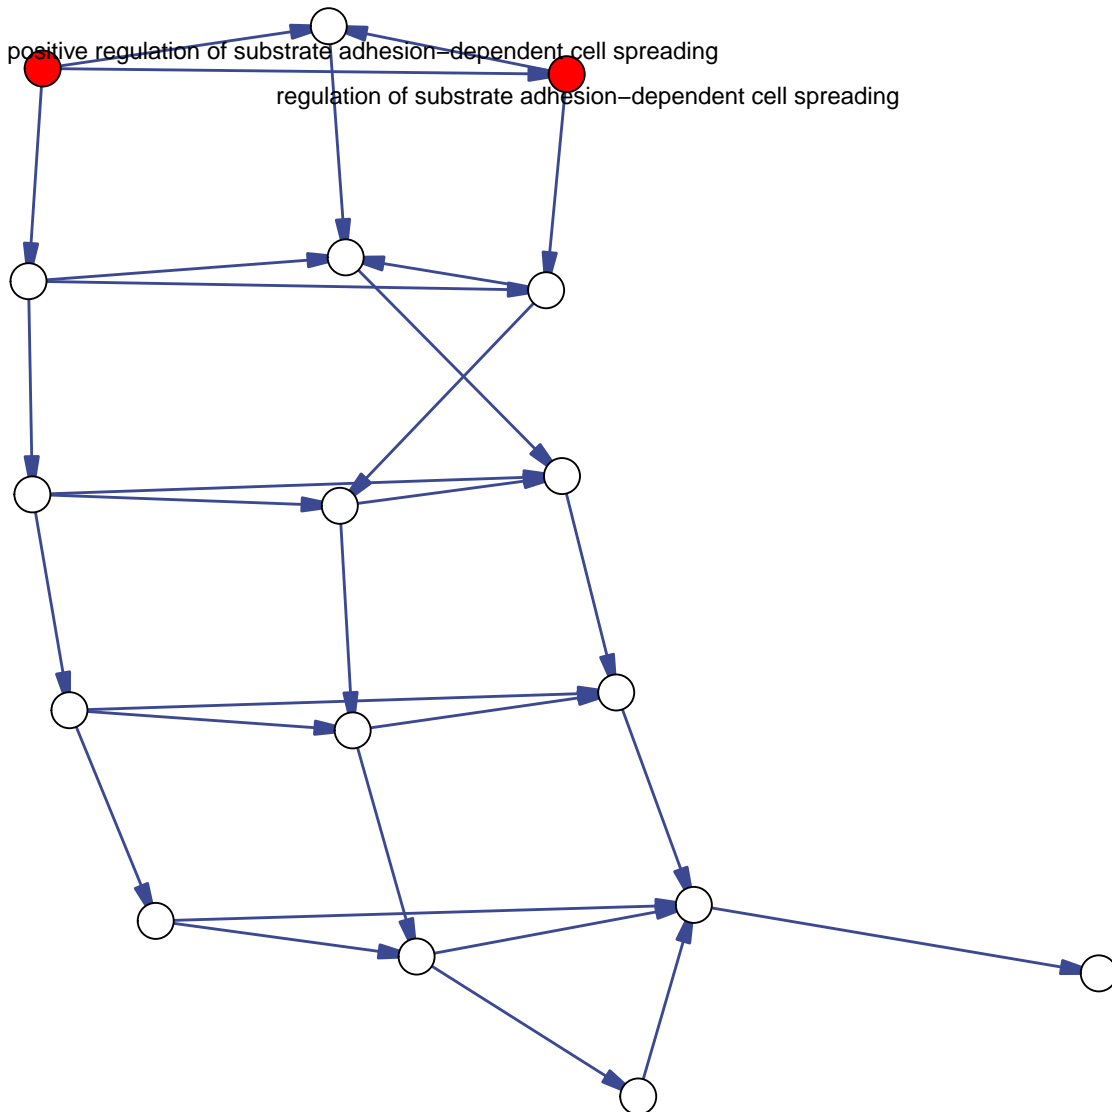 positive regulation of substrate adhesion−dependent cell spreading
regulation of substrate adhesion−dependent cell spreading